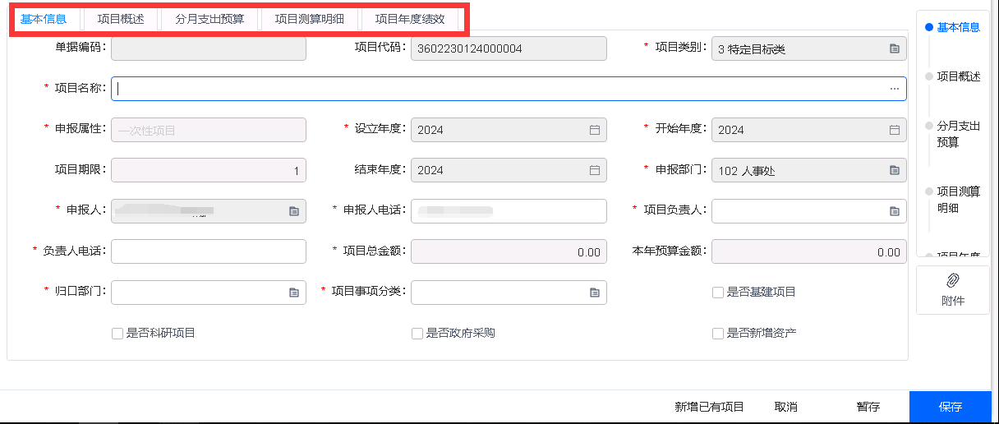 基本信息 项目概述 分月支出预算 项目测算明细 项目年度绩效
单据编码： 项目代码： 3602230124000004 * 项目类别： 3 特定目标类
* 项目名称：
* 申报属性： 一次性项目 * 设立年度： 2024 * 开始年度： 2024
项目期限： 1 结束年度： 2024 * 申报部门： 102 人事处
* 申报人： * 申报人电话： * 项目负责人：
* 负责人电话： * 项目总金额： 0.00 本年预算金额： 0.00
* 归口部门： * 项目事项分类： 是否基建项目
是否科研项目 是否政府采购 是否新增资产
基本信息
项目概述
分月支出
预算
项目测算
明细
项目年度
附件
新增已有项目 取消 暂存 保存